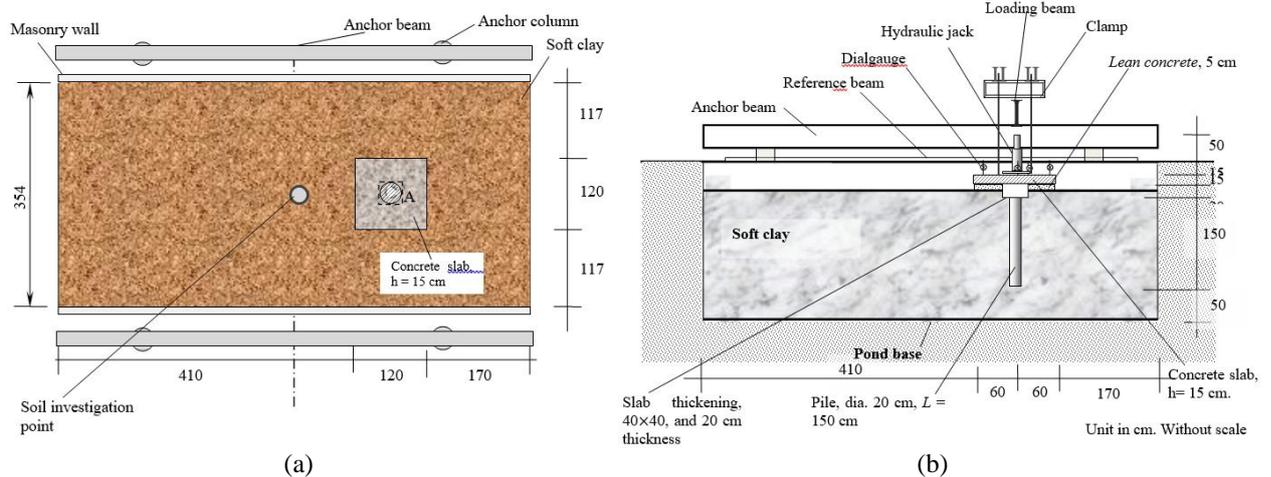 Masonry wall
Anchor beam
Anchor column
Soft clay
117
354
120
A
117
Concrete slab,
h = 15 cm
410
120
170
Soil investigation
point
(a)
Loading beam
Hydraulic jack
Clamp
Dialgauge
Lean concrete, 5 cm
Reference beam
Anchor beam
50
15
15
Soft clay
150
50
Pond base
410
60
60
170
Concrete slab,
h= 15 cm.
Slab thickening,
40×40, and 20 cm
thickness
Pile, dia. 20 cm, L =
150 cm
Unit in cm. Without scale
(b)